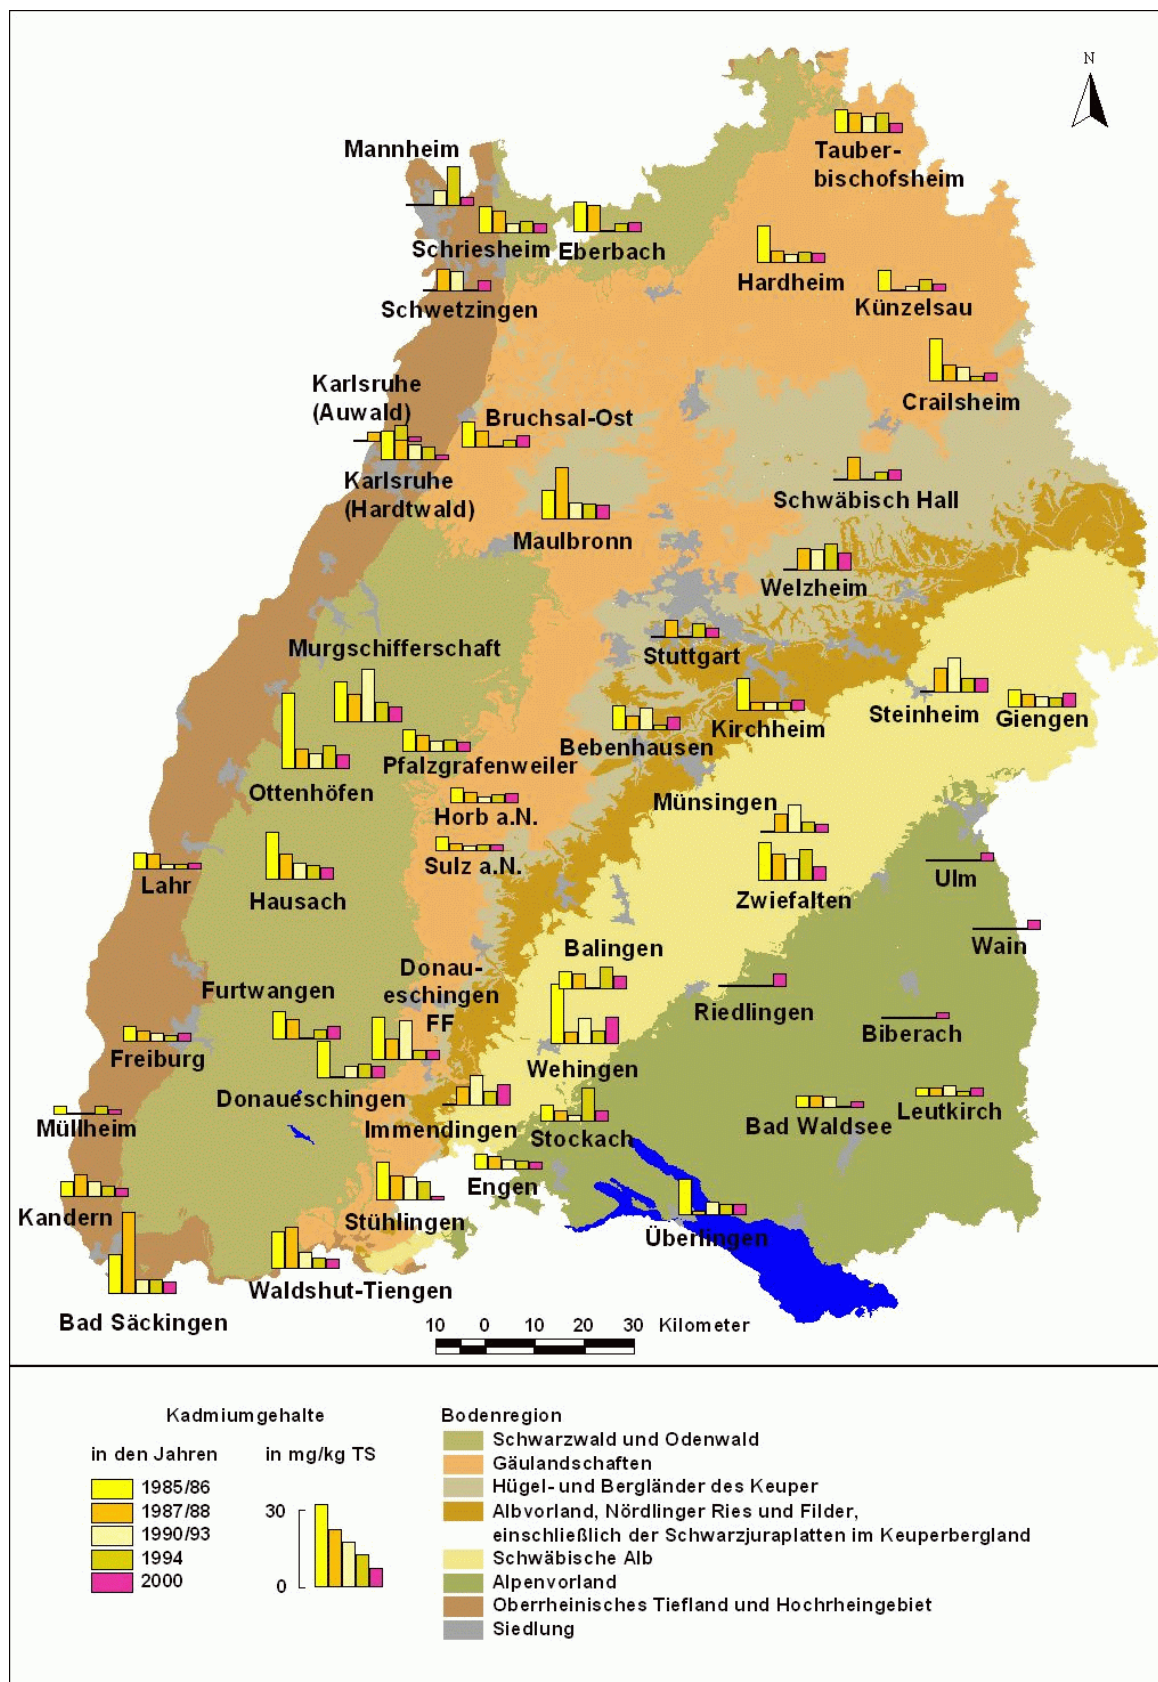 N
Mannheim
Tauber-
bischofsheim
Schriesheim
Eberbach
Hardheim
Künzelsau
Schwetzingen
Karlsruhe
(Auwald)
Crailsheim
Bruchsal-Ost
Karlsruhe
(Hardtwald)
Schwäbisch Hall
Maulbronn
Welzheim
Murgschifferschaft
Stuttgart
Steinheim
Giengen
Kirchheim
Bebenhausen
Pfalzgrafenweiler
Ottenhöfen
Münsingen
Horb a.N.
Sulz a.N.
Lahr
Hausach
Zwiefalten
Ulm
Wain
Balingen
Donau-
eschingen
FF
Furtwangen
Riedlingen
Biberach
Freiburg
Wehingen
Donaueschingen
Leutkirch
Bad Waldsee
Müllheim
Immendingen
Stockach
Engen
Kandern
Stühlingen
Überlingen
Waldshut-Tiengen
Bad Säckingen
10 0 10 20 30 Kilometer
Kadmiumgehalte
in den Jahren
1985/86
1987/88
1990/93
1994
2000
in mg/kg TS
30
0
Bodenregion
Schwarzwald und Odenwald
Gäulandschaften
Hügel- und Bergländer des Keuper
Albvorland, Nördlinger Ries und Filder,
einschließlich der Schwarzjuraplatten im Keuperbergland
Schwäbische Alb
Alpenvorland
Oberrheinisches Tiefland und Hochrheingebiet
Siedlung